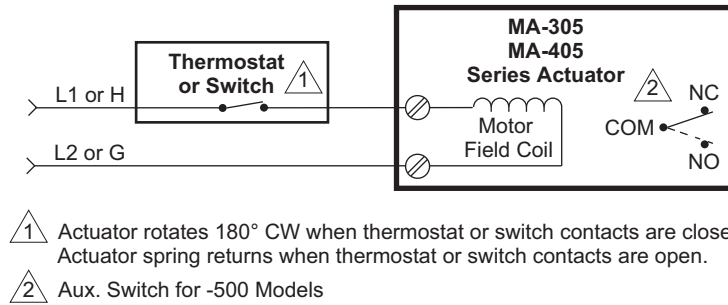 MA-305
MA-405
Series Actuator
Thermostat
or Switch
1
2
L1 or H
NC
COM
NO
Motor
Field Coil
L2 or G
1 Actuator rotates 180° CW when thermostat or switch contacts are close
Actuator spring returns when thermostat or switch contacts are open.
2 Aux. Switch for -500 Models